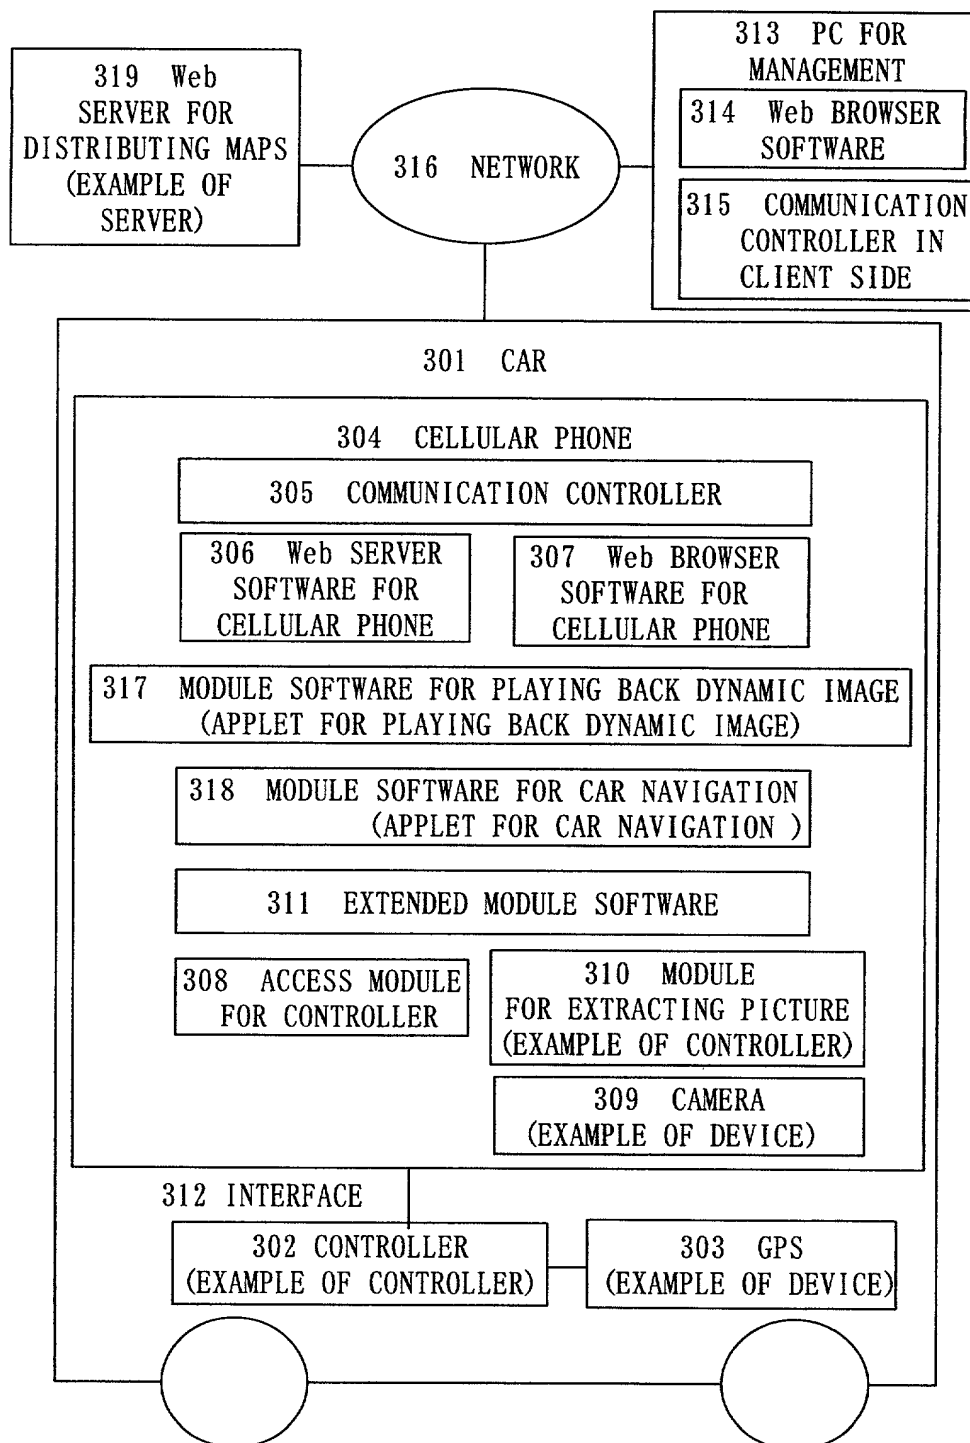 319 Web
SERVER FOR
DISTRIBUTING MAPS
(EXAMPLE OF
SERVER)
316 NETWORK
313 PC FOR
MANAGEMENT
314 Web BROWSER
SOFTWARE
315 COMMUNICATION
CONTROLLER IN
CLIENT SIDE
301 CAR
304 CELLULAR PHONE
305 COMMUNICATION CONTROLLER
306 Web SERVER
SOFTWARE FOR
CELLULAR PHONE
307 Web BROWSER
SOFTWARE FOR
CELLULAR PHONE
317 MODULE SOFTWARE FOR PLAYING BACK DYNAMIC IMAGE
(APPLET FOR PLAYING BACK DYNAMIC IMAGE)
318 MODULE SOFTWARE FOR CAR NAVIGATION
(APPLET FOR CAR NAVIGATION )
311 EXTENDED MODULE SOFTWARE
308 ACCESS MODULE
FOR CONTROLLER
310 MODULE
FOR EXTRACTING PICTURE
(EXAMPLE OF CONTROLLER)
309 CAMERA
(EXAMPLE OF DEVICE)
312 INTERFACE
302 CONTROLLER
(EXAMPLE OF CONTROLLER)
303 GPS
(EXAMPLE OF DEVICE)